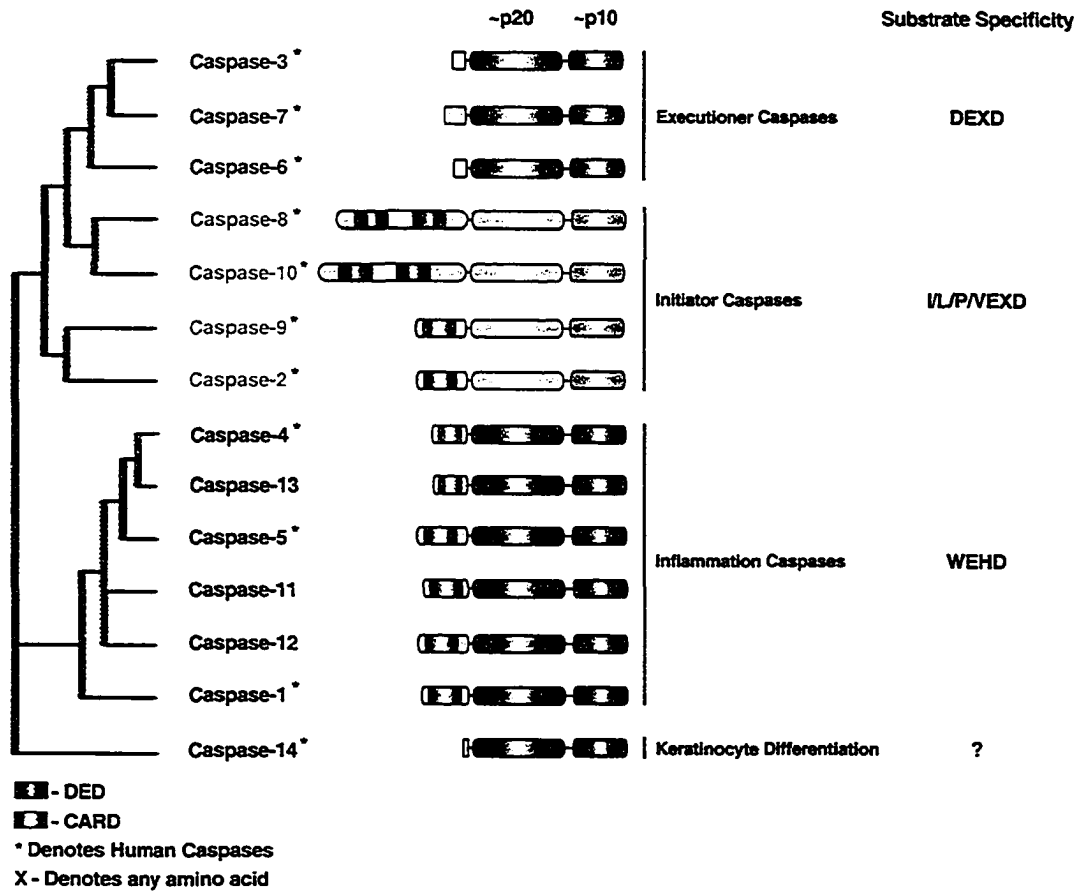 ~p20 ~p10 Substrate Specificity
Caspase-3 *
Caspase-7 *
Executioner Caspases DEXD
Caspase-6 *
Caspase-8 *
Caspase-10 *
Initiator Caspases I/L/P/VEXD
Caspase-9 *
Caspase-2 *
Caspase-4 *
Caspase-13
Caspase-5 *
Inflammation Caspases WEHD
Caspase-11
Caspase-12
Caspase-1 *
Caspase-14 * Keratinocyte Differentiation ?
- DED
- CARD
* Denotes Human Caspases
X - Denotes any amino acid